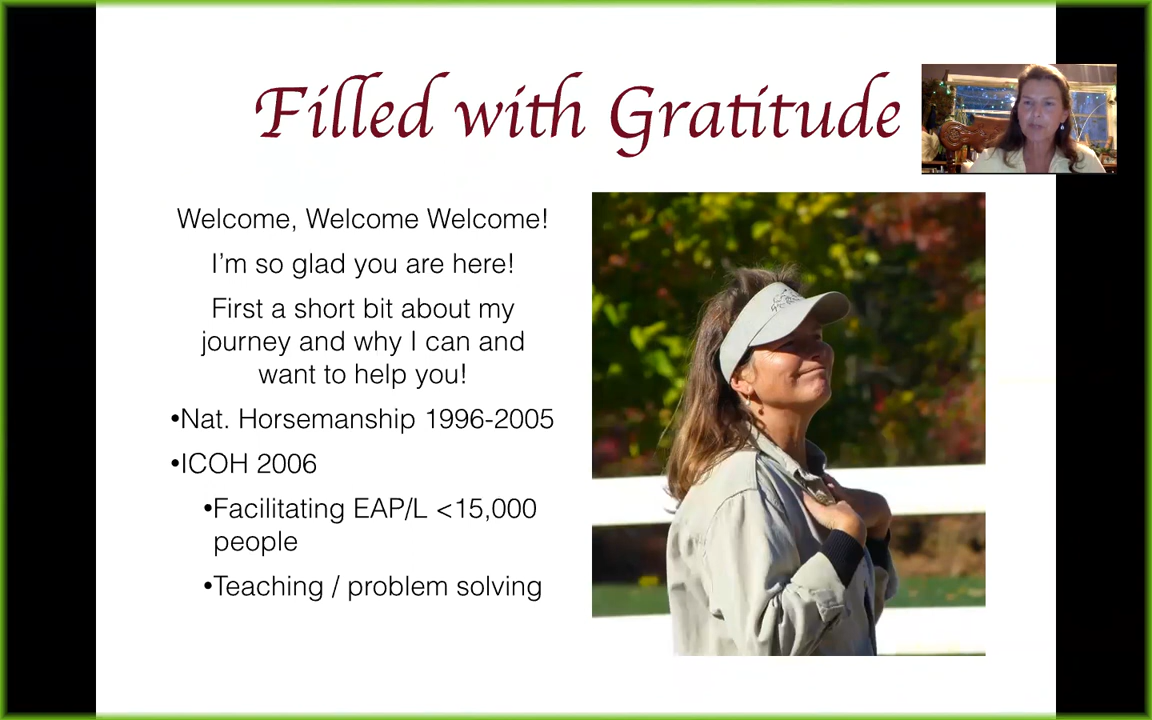 Filled with Gratitude
Welcome, Welcome Welcome!
I'm so glad you are here!
First a short bit about my
journey and why I can and
want to help you!
•Nat. Horsemanship 1996-2005
•ICOH 2006
•Facilitating EAP/L <15,000
people
•Teaching / problem solving